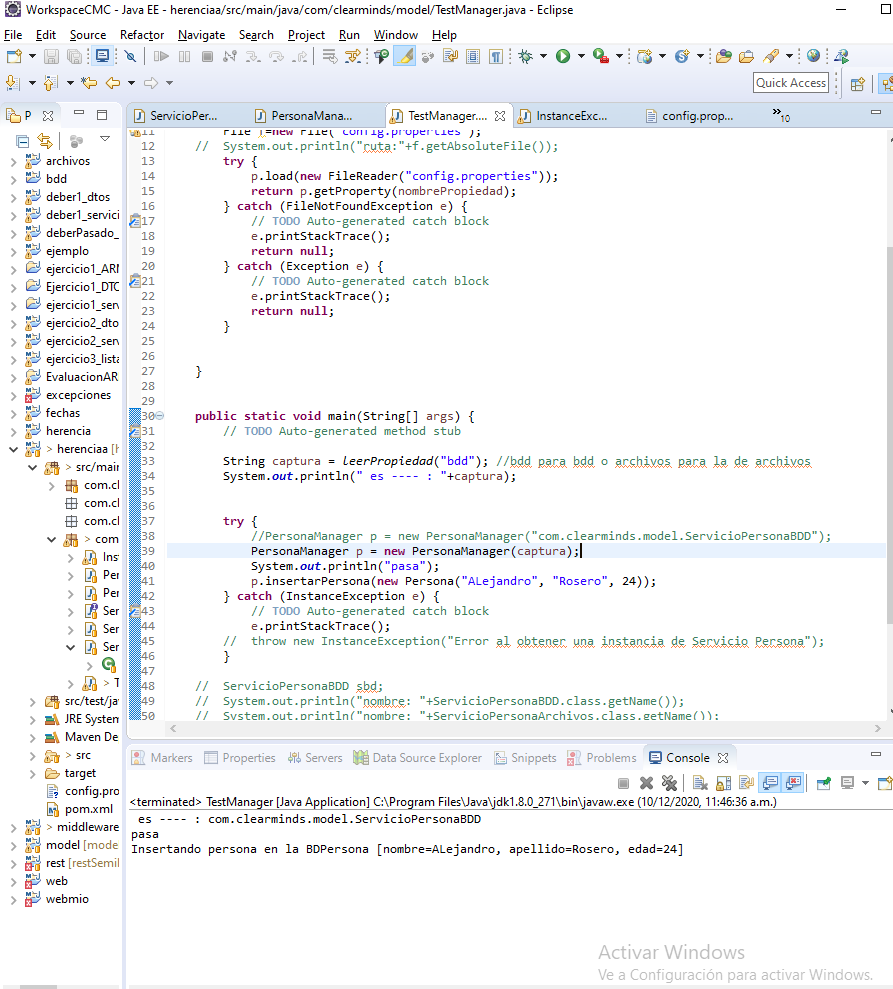 WorkspaceCMC - Java EE - herenciaa/src/main/java/com/clearminds/model/TestManager.java - Eclipse
File Edit Source Refactor Navigate Search Project Run Window Help
Quick Access
P
ServicioPer...
PersonaMana...
TestManager....
InstanceExc...
config.prop...
»10
archivos
bdd
deber1_dtos
deber1_servici
deberPasado_
ejemplo
ejercicio1_ARI
Ejercicio1_DTC
ejercicio1_serv
ejercicio2_dto
ejercicio2_serv
ejercicio3_lista
EvaluacionAR
excepciones
fechas
herencia
> herenciaa [h
> src/main
com.cl
com.cl
com.cl
> com
Ins
Per
Per
Ser
Ser
Ser
> T
src/test/ja
JRE System
Maven De
> src
target
config.pro
pom.xml
> middleware
model [mode
rest [restSemil
web
webmio
11 File f=new File("config.properties");
12 // System.out.println("ruta:"+f.getAbsoluteFile());
13 try {
14 p.load(new FileReader("config.properties"));
15 return p.getProperty(nombrePropiedad);
16 } catch (FileNotFoundException e) {
17 // TODO Auto-generated catch block
18 e.printStackTrace();
19 return null;
20 } catch (Exception e) {
21 // TODO Auto-generated catch block
22 e.printStackTrace();
23 return null;
24 }
25
26
27 }
28
29
30 public static void main(String[] args) {
31 // TODO Auto-generated method stub
32
33 String captura = leerPropiedad("bdd"); //bdd para bdd o archivos para la de archivos
34 System.out.println(" es ---- : "+captura);
35
36
37 try {
38 //PersonaManager p = new PersonaManager("com.clearminds.model.ServicioPersonaBDD");
39 PersonaManager p = new PersonaManager(captura);
40 System.out.println("pasa");
41 p.insertarPersona(new Persona("ALejandro", "Rosero", 24));
42 } catch (InstanceException e) {
43 // TODO Auto-generated catch block
44 e.printStackTrace();
45 // throw new InstanceException("Error al obtener una instancia de Servicio Persona");
46 }
47
48 // ServicioPersonaBDD sbd;
49 // System.out.println("nombre: "+ServicioPersonaBDD.class.getName());
50 // System.out.println("nombre: "+ServicioPersonaArchivos.class.getName());
Markers Properties Servers Data Source Explorer Snippets Problems Console
<terminated> TestManager [Java Application] C:\Program Files\Java\jdk1.8.0_271\bin\javaw.exe (10/12/2020, 11:46:36 a.m.)
es ---- : com.clearminds.model.ServicioPersonaBDD
pasa
Insertando persona en la BDPersona [nombre=ALejandro, apellido=Rosero, edad=24]
Activar Windows
Ve a Configuración para activar Windows.